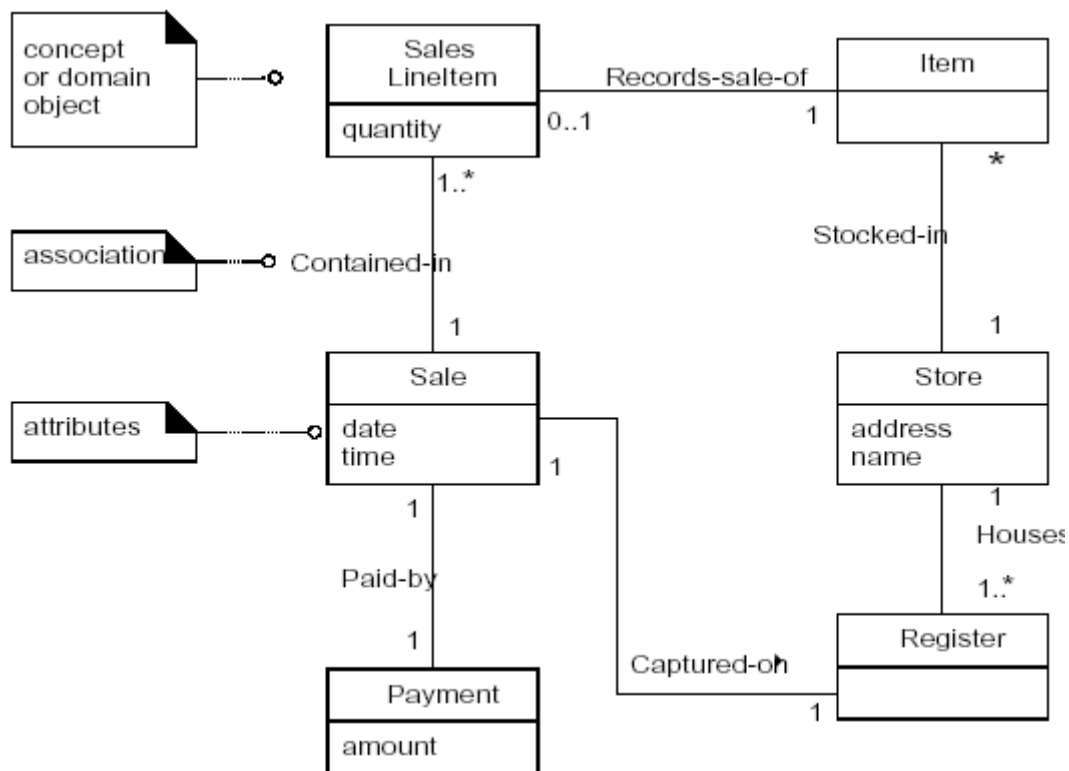 concept
or domain
object
Sales
LineItem
quantity
Records-sale-of
0..1
1
Item
1..*
*
association
Contained-in
Stocked-in
1
1
attributes
Sale
date
time
1
Store
address
name
1
1
Houses
Paid-by
1..*
1
Captured-on
Register
1
Payment
amount